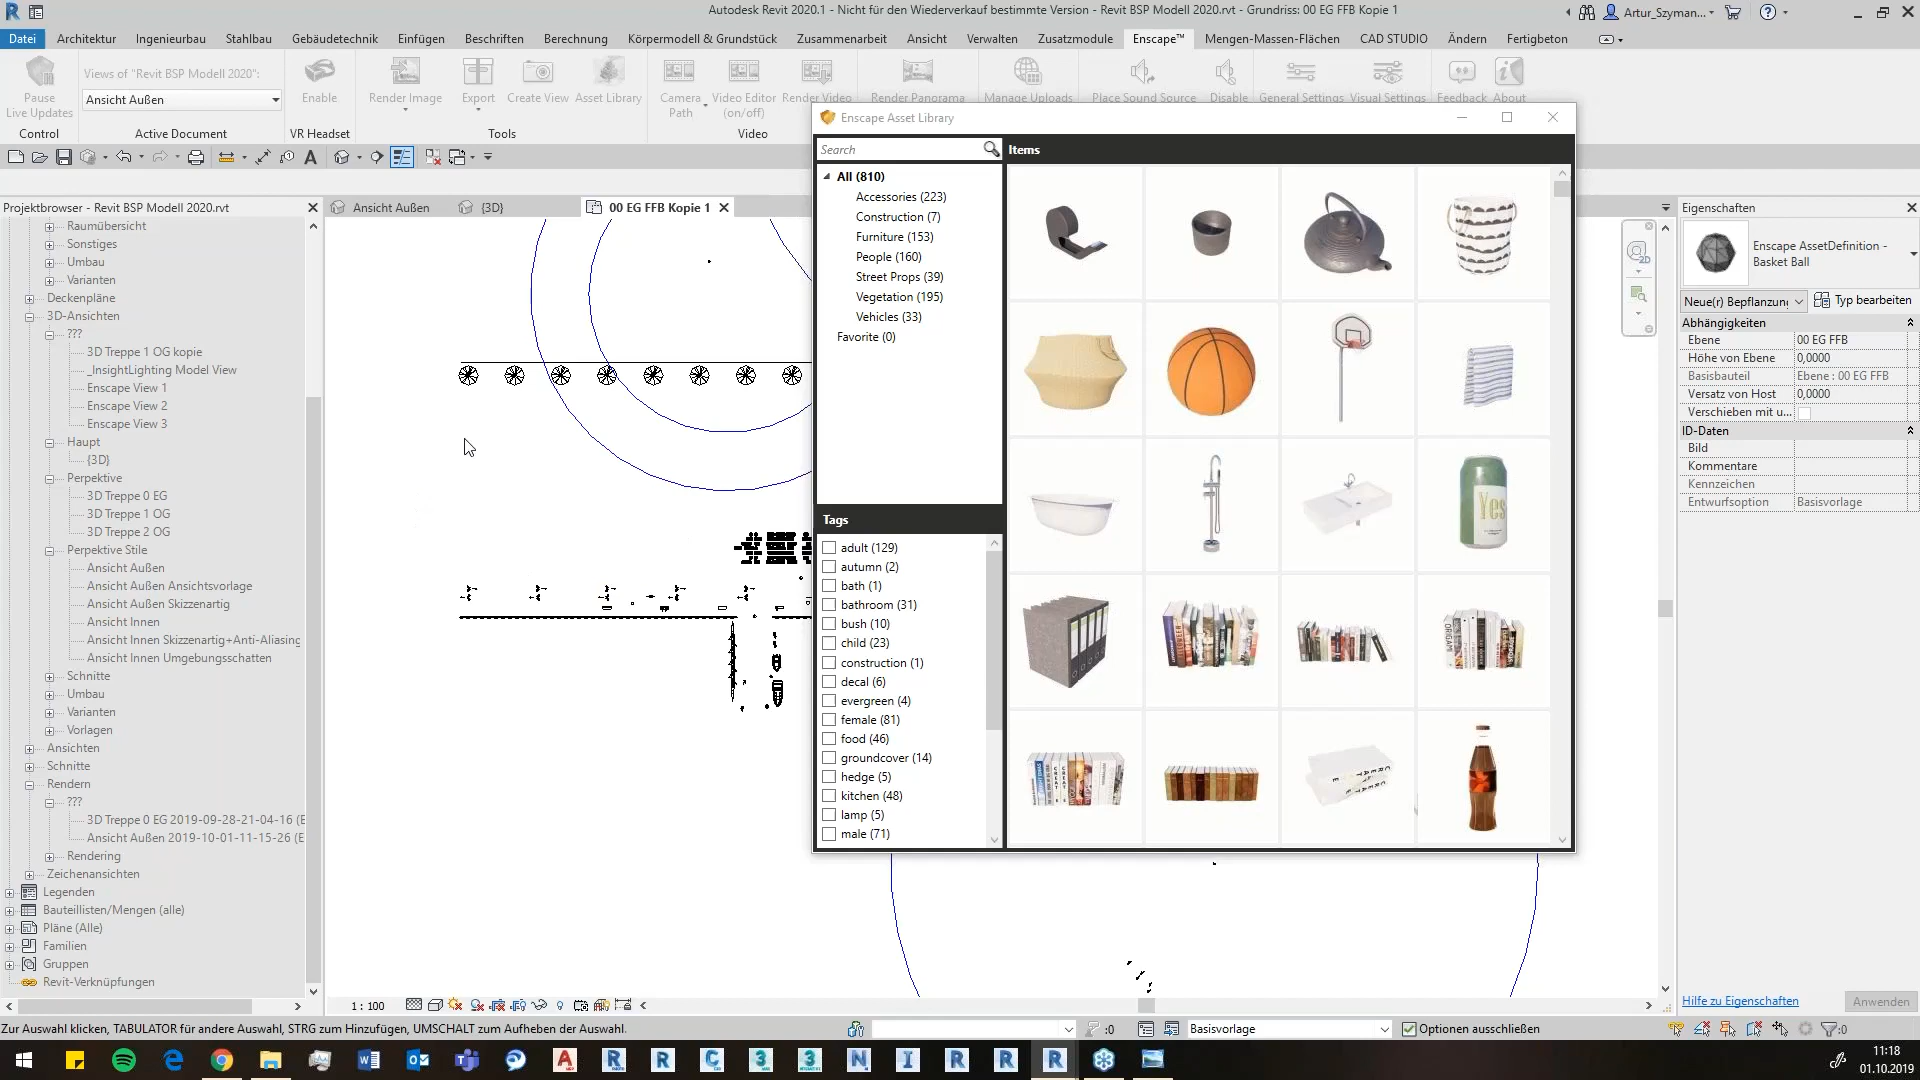 Autodesk Revit 2020.1 - Nicht für den Wiederverkauf bestimmte Version - Revit BSP Modell 2020.rvt - Grundriss: 00 EG FFB Kopie 1
Artur_Szyman...
Datei Architektur Ingenieurbau Stahlbau Gebäudetechnik Einfügen Beschriften Berechnung Körpermodell & Grundstück Zusammenarbeit Ansicht Verwalten Zusatzmodule Enscape™ Mengen-Massen-Flächen CAD STUDIO Ändern Fertigbeton
Views of "Revit BSP Modell 2020":
Ansicht Außen
Pause
Live Updates
Enable
Render Image
Export
Create View
Asset Library
Camera
Path
Video Editor
(on/off)
Render Video
Render Panorama
Manage Uploads
Place Sound Source
Disable
General Settings
Visual Settings
Feedback
About
Control
Active Document
VR Headset
Tools
Video
Projektbrowser - Revit BSP Modell 2020.rvt
Raumübersicht
Sonstiges
Umbau
Varianten
Deckenpläne
3D-Ansichten
???
3D Treppe 1 OG kopie
_InsightLighting Model View
Enscape View 1
Enscape View 2
Enscape View 3
Haupt
{3D}
Perspektive
3D Treppe 0 EG
3D Treppe 1 OG
3D Treppe 2 OG
Perspektive Stile
Ansicht Außen
Ansicht Außen Ansichtsvorlage
Ansicht Außen Skizzenartig
Ansicht Innen
Ansicht Innen Skizzenartig+Anti-Aliasing
Ansicht Innen Umgebungsschatten
Schnitte
Umbau
Varianten
Vorlagen
Ansichten
Schnitte
Rendern
???
3D Treppe 0 EG 2019-09-28-21-04-16 (E
Ansicht Außen 2019-10-01-11-15-26 (E
Rendering
Zeichenansichten
Legenden
Bauteillisten/Mengen (alle)
Pläne (Alle)
Familien
Gruppen
Revit-Verknüpfungen
Ansicht Außen
{3D}
00 EG FFB Kopie 1
Enscape Asset Library
Search
Items
All (810)
Accessories (223)
Construction (7)
Furniture (153)
People (160)
Street Props (39)
Vegetation (195)
Vehicles (33)
Favorite (0)
Tags
adult (129)
autumn (2)
bath (1)
bathroom (31)
bush (10)
child (23)
construction (1)
decal (6)
evergreen (4)
female (81)
food (46)
groundcover (14)
hedge (5)
kitchen (48)
lamp (5)
male (71)
Yes
ORIGAMI
CREATE
2D
Eigenschaften
Enscape AssetDefinition -
Basket Ball
Neue(r) Bepflanzung
Typ bearbeiten
Abhängigkeiten
Ebene 00 EG FFB
Höhe von Ebene 0,0000
Basisbauteil Ebene : 00 EG FFB
Versatz von Host 0,0000
Verschieben mit u...
ID-Daten
Bild
Kommentare
Kennzeichen
Entwurfsoption Basisvorlage
Hilfe zu Eigenschaften
Anwenden
1 : 100
Zur Auswahl klicken, TABULATOR für andere Auswahl, STRG zum Hinzufügen, UMSCHALT zum Aufheben der Auswahl.
:0
Basisvorlage
Optionen ausschließen
:0
11:18
01.10.2019